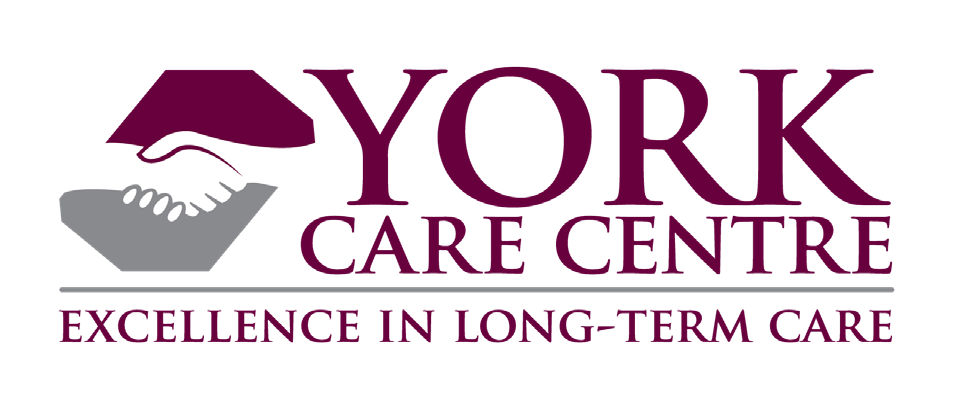 YORK
CARE CENTRE
EXCELLENCE IN LONG-TERM CARE